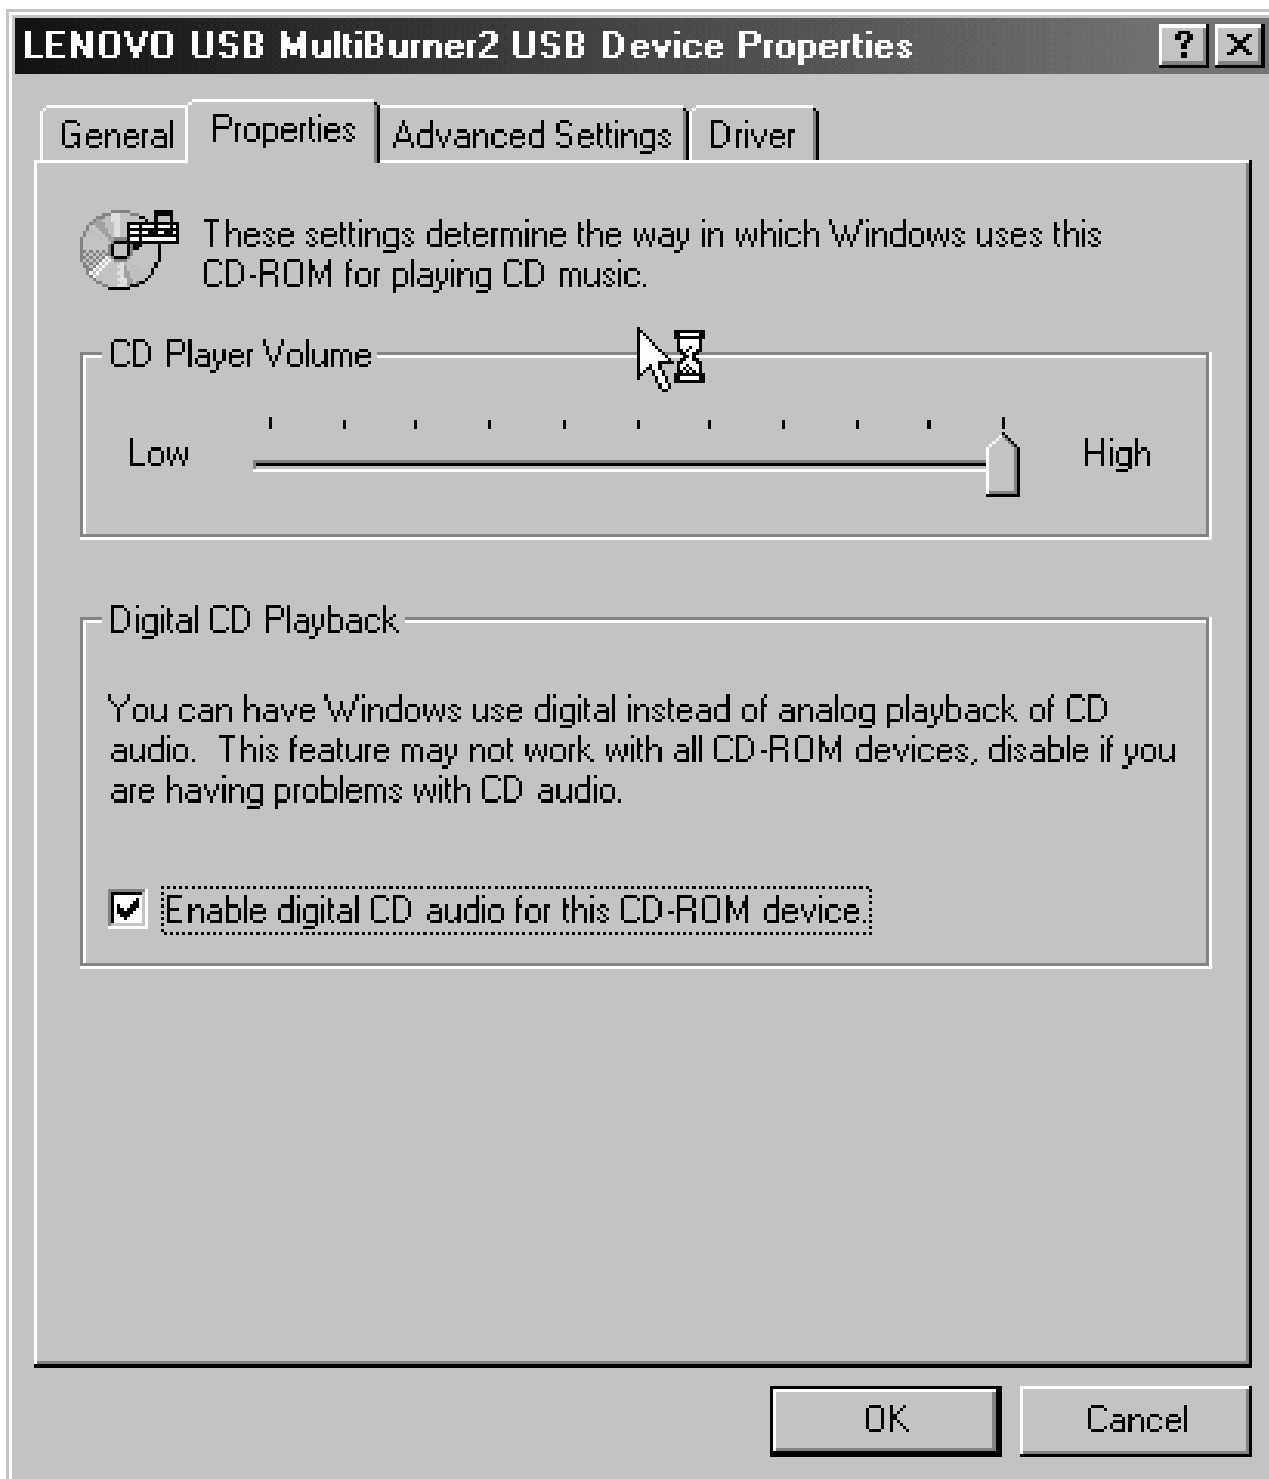 LENOVO USB MultiBurner2 USB Device Properties
General Properties Advanced Settings Driver
These settings determine the way in which Windows uses this
CD-ROM for playing CD music.
CD Player Volume
Low High
Digital CD Playback
You can have Windows use digital instead of analog playback of CD
audio.  This feature may not work with all CD-ROM devices, disable if you
are having problems with CD audio.
Enable digital CD audio for this CD-ROM device.
OK Cancel